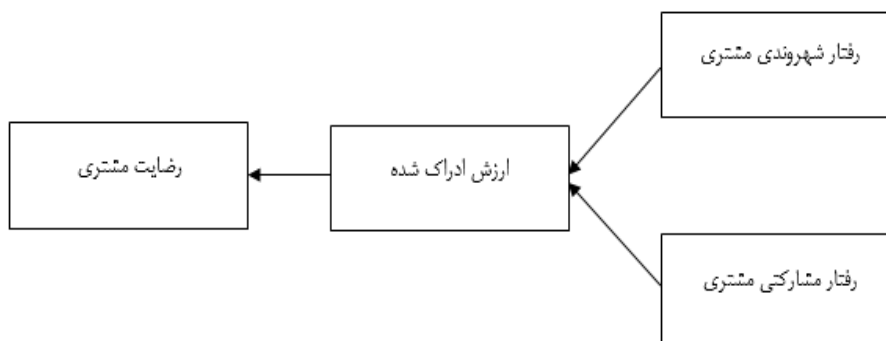 رفتار شهروندی مشتری
ارزش ادراک شده
رضایت مشتری
رفتار مشارکتی مشتری